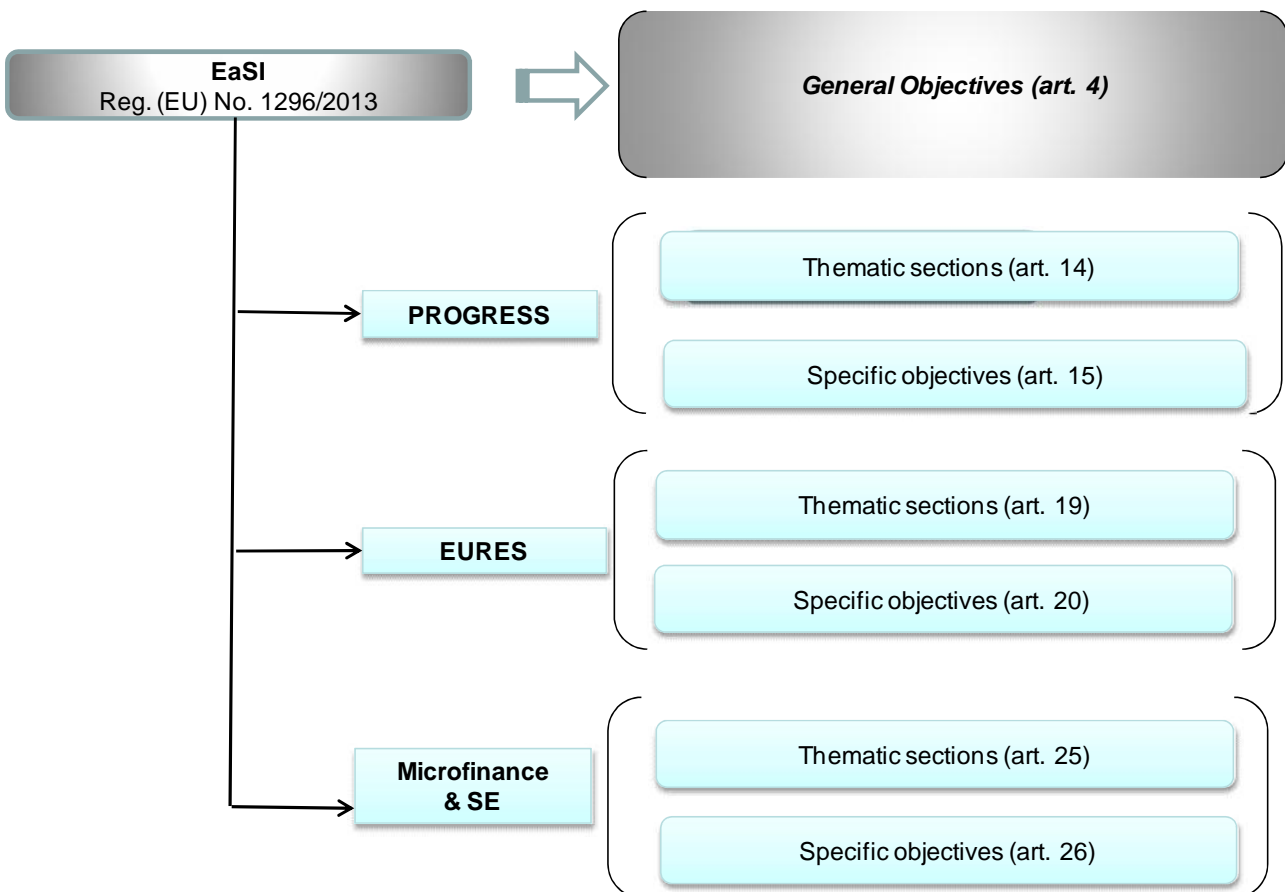 EaSI
Reg. (EU) No. 1296/2013
General Objectives (art. 4)
Thematic sections (art. 14)
PROGRESS
Specific objectives (art. 15)
Thematic sections (art. 19)
EURES
Specific objectives (art. 20)
Thematic sections (art. 25)
Microfinance
& SE
Specific objectives (art. 26)